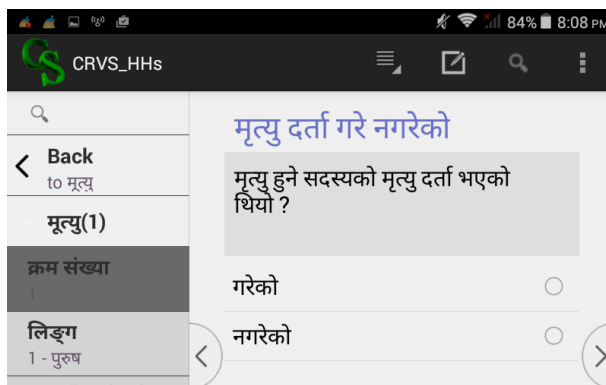 84% 8:08 PM
CRVS_HHs
Back
to मृत्यु
मृत्यु(1)
क्रम संख्या
1
लिङ्ग
1 - पुरुष
मृत्यु दर्ता गरे नगरेको
मृत्यु हुने सदस्यको मृत्यु दर्ता भएको
थियो ?
गरेको
नगरेको